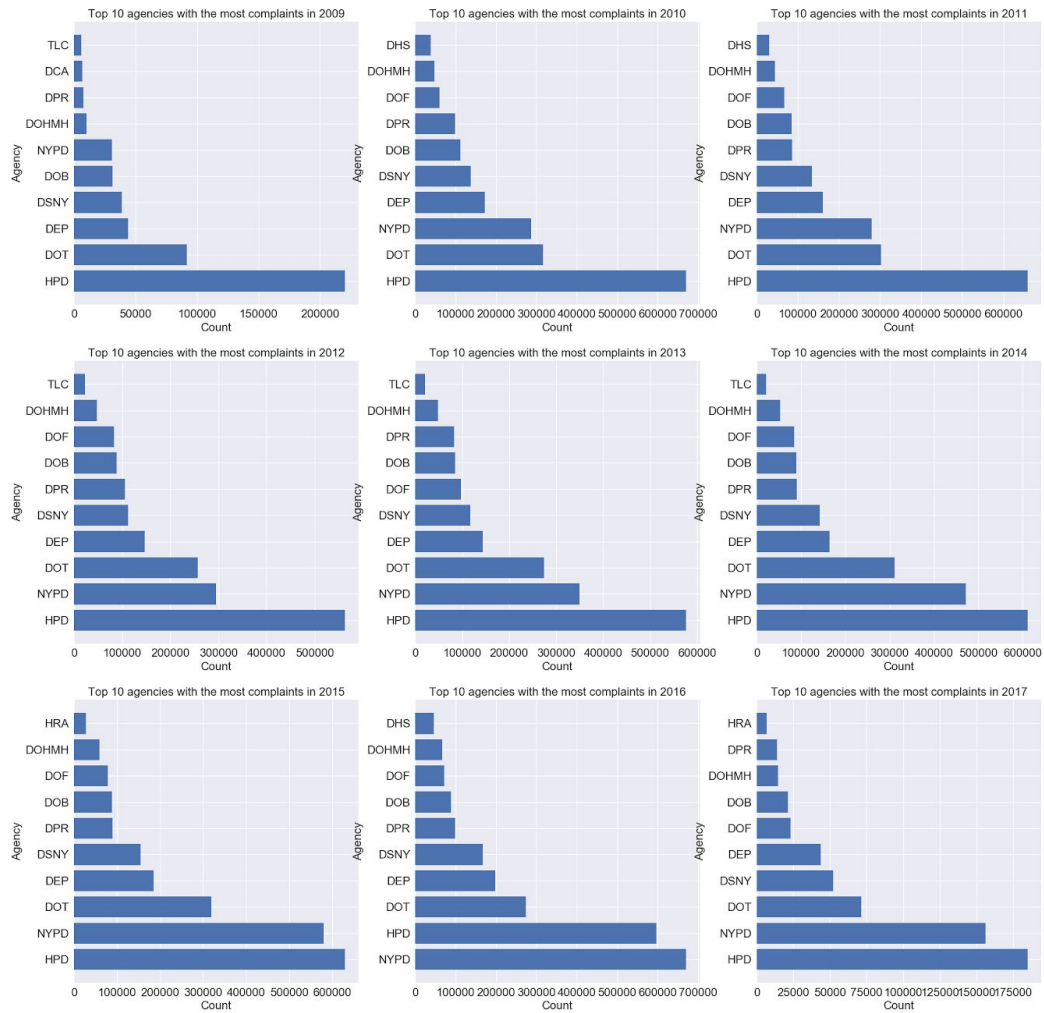 Top 10 agencies with the most complaints in 2009
TLC
DCA
DPR
DOHMH
NYPD
DOB
DSNY
DEP
DOT
HPD
Agency
0 50000 100000 150000 200000
Count
Top 10 agencies with the most complaints in 2010
DHS
DOHMH
DOF
DPR
DOB
DSNY
DEP
NYPD
DOT
HPD
Agency
0 100000 200000 300000 400000 500000 600000 700000
Count
Top 10 agencies with the most complaints in 2011
DHS
DOHMH
DOF
DOB
DPR
DSNY
DEP
NYPD
DOT
HPD
Agency
0 100000 200000 300000 400000 500000 600000
Count
Top 10 agencies with the most complaints in 2012
TLC
DOHMH
DOF
DOB
DPR
DSNY
DEP
DOT
NYPD
HPD
Agency
0 100000 200000 300000 400000 500000
Count
Top 10 agencies with the most complaints in 2013
TLC
DOHMH
DPR
DOB
DOF
DSNY
DEP
DOT
NYPD
HPD
Agency
0 100000 200000 300000 400000 500000 600000
Count
Top 10 agencies with the most complaints in 2014
TLC
DOHMH
DOF
DOB
DPR
DSNY
DEP
DOT
NYPD
HPD
Agency
0 100000 200000 300000 400000 500000 600000
Count
Top 10 agencies with the most complaints in 2015
HRA
DOHMH
DOF
DOB
DPR
DSNY
DEP
DOT
NYPD
HPD
Agency
0 100000 200000 300000 400000 500000 600000
Count
Top 10 agencies with the most complaints in 2016
DHS
DOHMH
DOF
DOB
DPR
DSNY
DEP
DOT
HPD
NYPD
Agency
0 100000 200000 300000 400000 500000 600000 700000
Count
Top 10 agencies with the most complaints in 2017
HRA
DPR
DOHMH
DOB
DOF
DEP
DSNY
DOT
NYPD
HPD
Agency
0 25000 50000 75000 100000 125000 150000 175000
Count